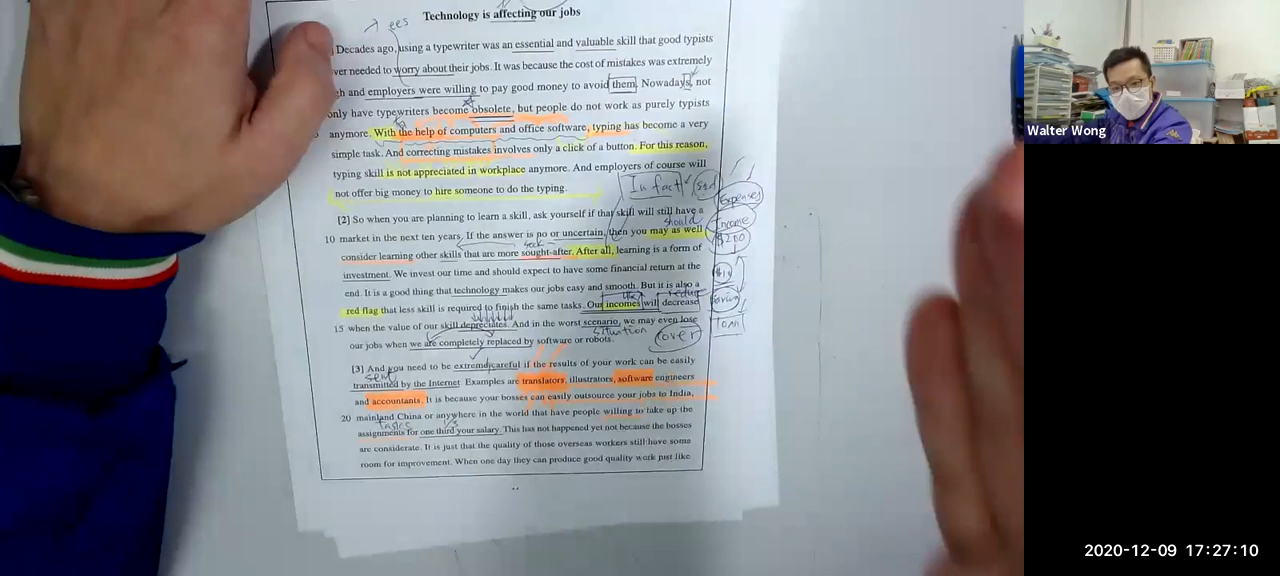 Technology is affecting our jobs
Decades ago, using a typewriter was an essential and valuable skill that good typists
ver needed to worry about their jobs. It was because the cost of mistakes was extremely
h and employers were willing to pay good money to avoid them. Nowadays, not
only have typewriters become obsolete, but people do not work as purely typists
anymore. With the help of computers and office software, typing has become a very
simple task. And correcting mistakes involves only a click of a button. For this reason,
typing skill is not appreciated in workplace anymore. And employers of course will
not offer big money to hire someone to do the typing.
In fact
Expenses
[2] So when you are planning to learn a skill, ask yourself if that skill will still have a
should
Income
10 market in the next ten years. If the answer is no or uncertain, then you may as well
$200
seek
consider learning other skills that are more sought-after. After all, learning is a form of
investment. We invest our time and should expect to have some financial return at the
end. It is a good thing that technology makes our jobs easy and smooth. But it is also a
reduce
red flag that less skill is required to finish the same tasks. Our incomes will decrease
15 when the value of our skill depreciates. And in the worst scenario, we may even lose
situation
our jobs when we are completely replaced by software or robots.
cover
loan
[3] And you need to be extremely careful if the results of your work can be easily
sent
transmitted by the Internet. Examples are translators, illustrators, software engineers
and accountants. It is because your bosses can easily outsource your jobs to India,
20 mainland China or anywhere in the world that have people willing to take up the
tasks 1/3
assignments for one third your salary. This has not happened yet not because the bosses
are considerate. It is just that the quality of those overseas workers still have some
room for improvement. When one day they can produce good quality work just like
Walter Wong
2020-12-09 17:27:10